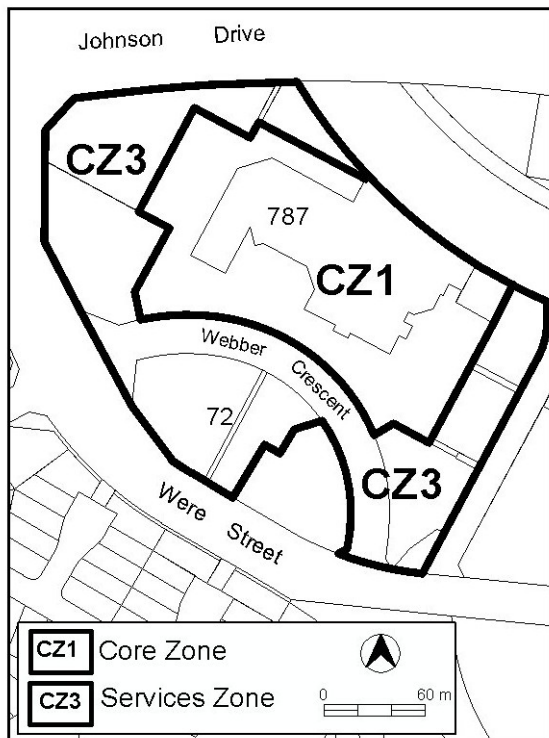 Johnson Drive
CZ3
787
CZ1
Webber Crescent
72
CZ3
Were Street
CZ1 Core Zone
CZ3 Services Zone
0 60 m